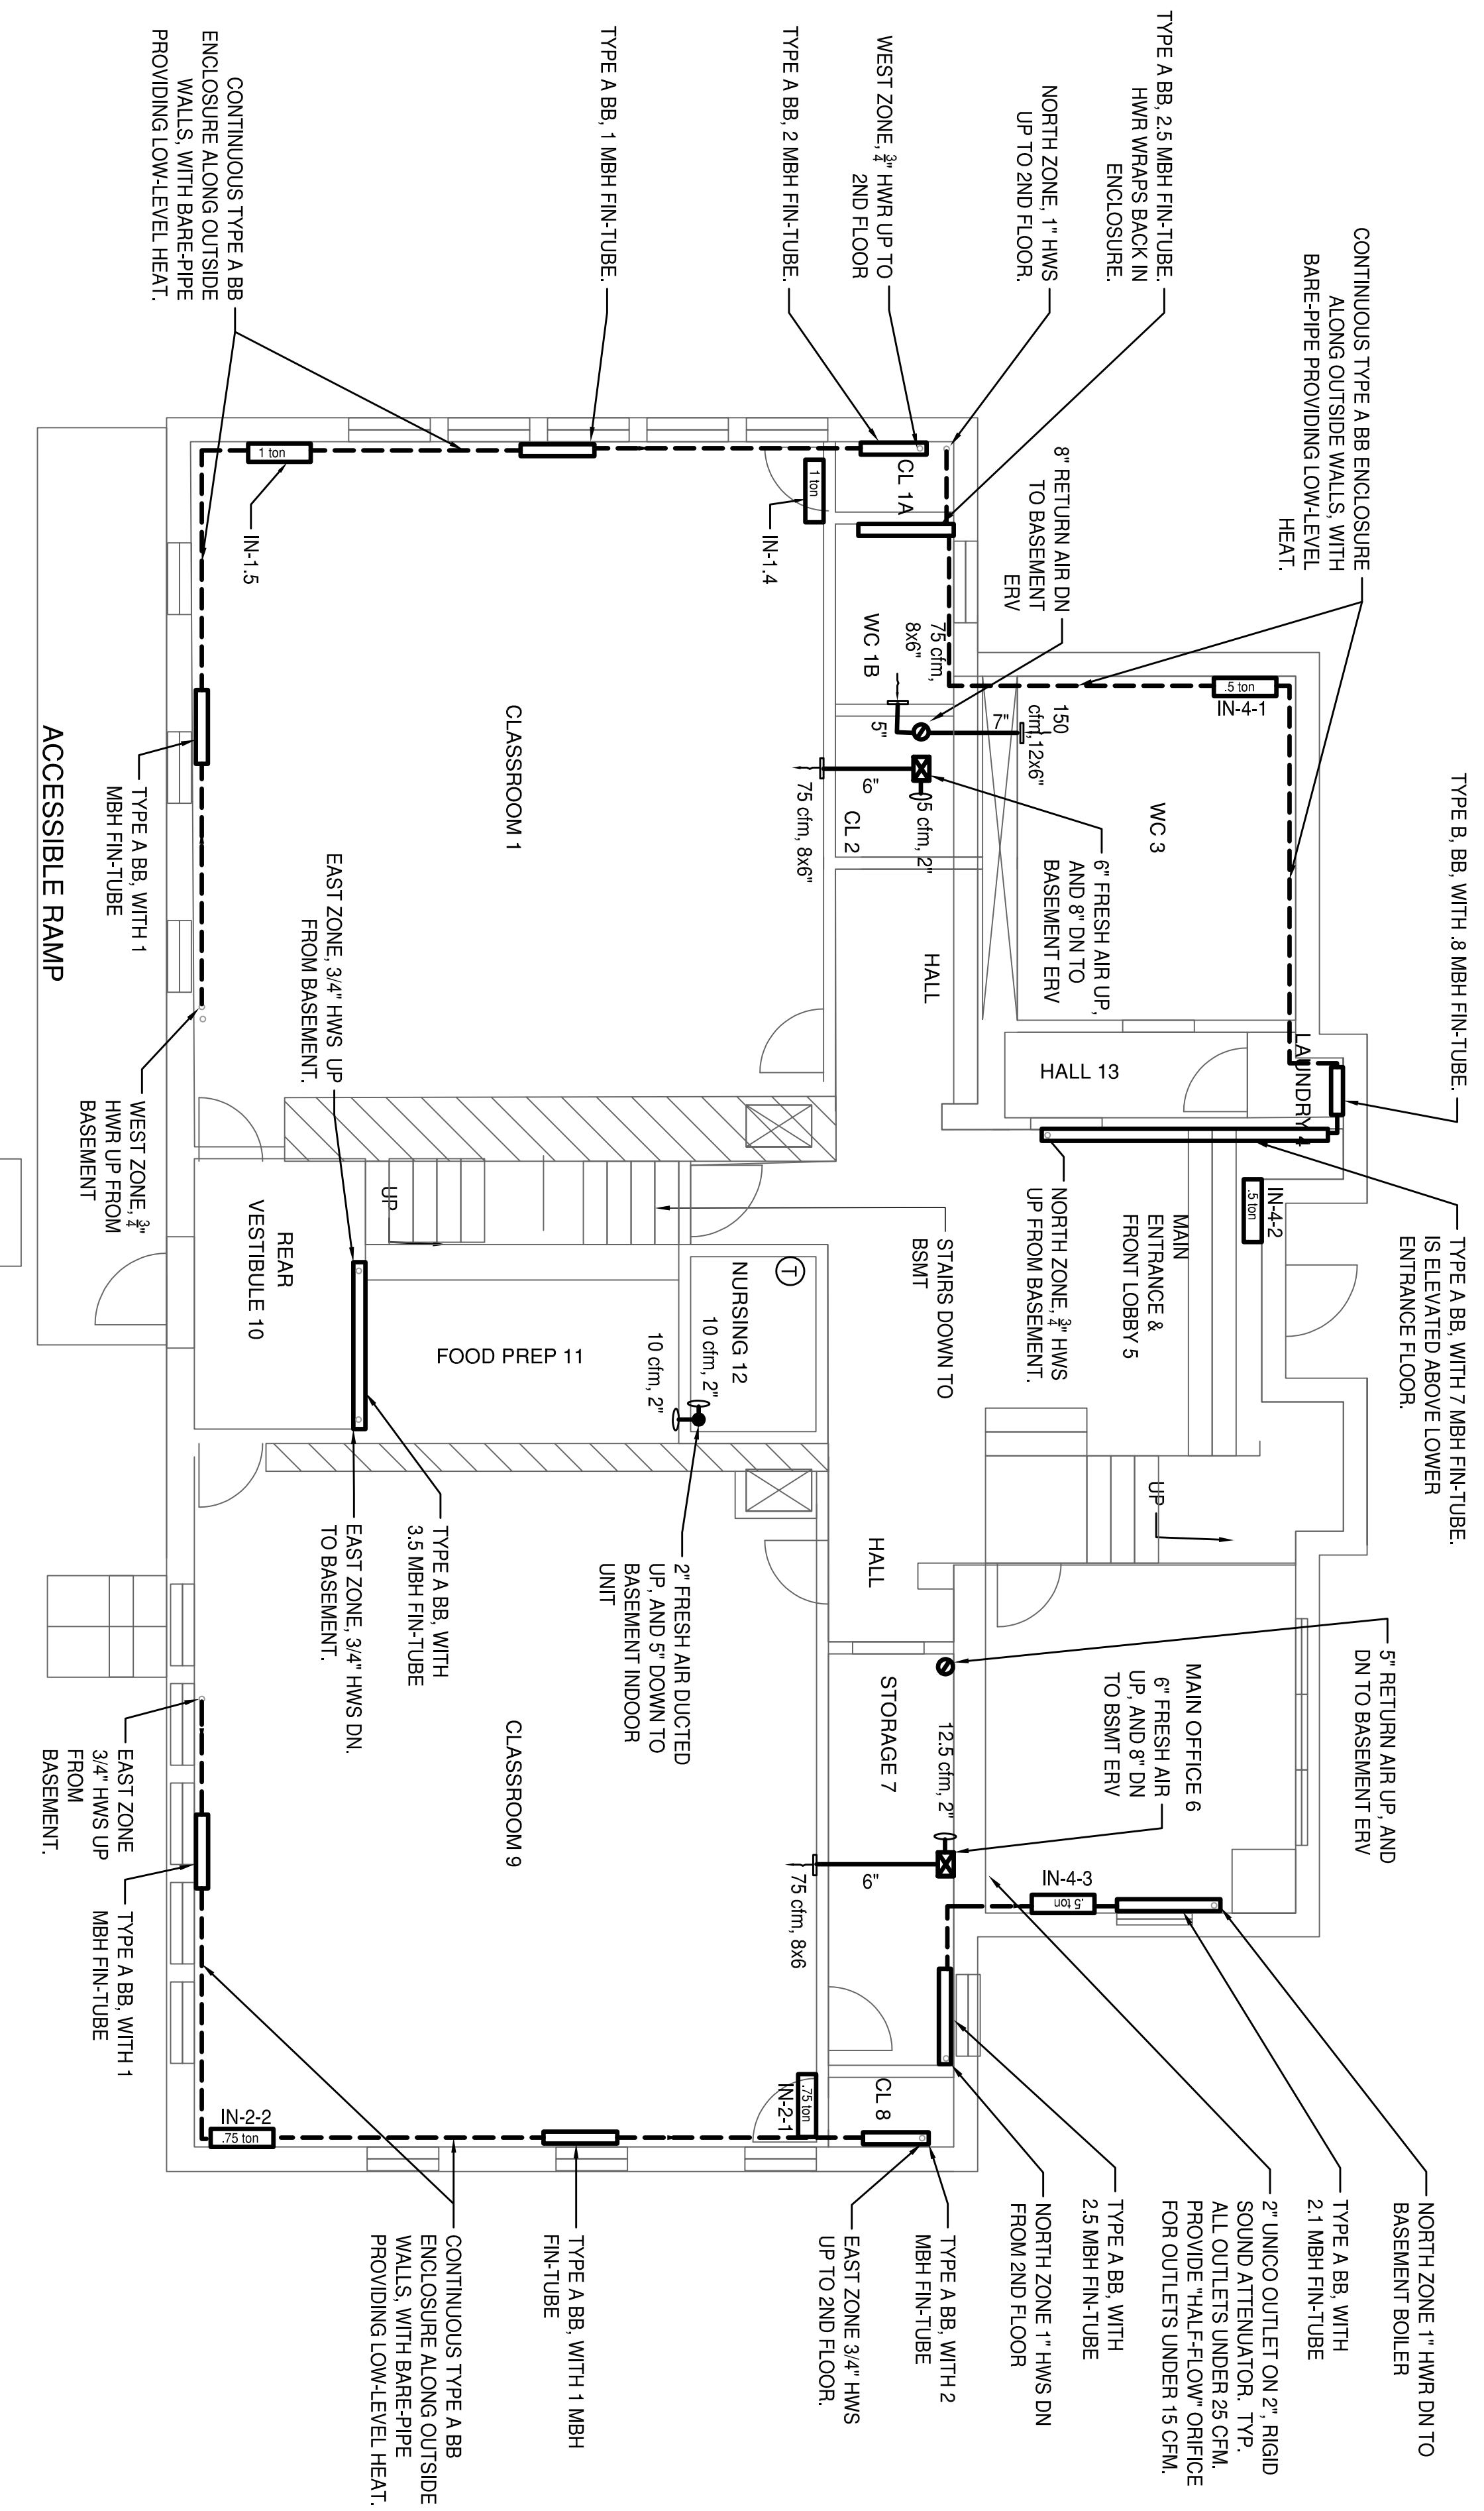 TYPE B, BB, WITH .8 MBH FIN-TUBE.
TYPE A BB, WITH 7 MBH FIN-TUBE.
IS ELEVATED ABOVE LOWER
ENTRANCE FLOOR.
5" RETURN AIR UP, AND
DN TO BASEMENT ERV
NORTH ZONE 1" HWR DN TO
BASEMENT BOILER
TYPE A BB, WITH
2.1 MBH FIN-TUBE
2" UNICO OUTLET ON 2", RIGID
SOUND ATTENUATOR. TYP.
ALL OUTLETS UNDER 25 CFM.
PROVIDE "HALF-FLOW" ORIFICE
FOR OUTLETS UNDER 15 CFM.
TYPE A BB, WITH
2.5 MBH FIN-TUBE
NORTH ZONE 1" HWS DN
FROM 2ND FLOOR
TYPE A BB, WITH 2
MBH FIN-TUBE
EAST ZONE 3/4" HWS
UP TO 2ND FLOOR.
TYPE A BB, WITH 1 MBH
FIN-TUBE
CONTINUOUS TYPE A BB
ENCLOSURE ALONG OUTSIDE
WALLS, WITH BARE-PIPE
PROVIDING LOW-LEVEL HEAT.
CONTINUOUS TYPE A BB ENCLOSURE
ALONG OUTSIDE WALLS, WITH
BARE-PIPE PROVIDING LOW-LEVEL
HEAT.
TYPE A BB, 2.5 MBH FIN-TUBE.
HWR WRAPS BACK IN
ENCLOSURE.
NORTH ZONE, 1" HWS
UP TO 2ND FLOOR.
WEST ZONE, ¾" HWR UP TO
2ND FLOOR
TYPE A BB, 2 MBH FIN-TUBE.
TYPE A BB, 1 MBH FIN-TUBE.
CONTINUOUS TYPE A BB
ENCLOSURE ALONG OUTSIDE
WALLS, WITH BARE-PIPE
PROVIDING LOW-LEVEL HEAT.
8" RETURN AIR DN
TO BASEMENT
ERV
.5 ton
IN-4-1
WC 3
150
cfm,12x6"
7"
6" FRESH AIR UP,
AND 8" DN TO
BASEMENT ERV
LAUNDRY 4
HALL 13
.5 ton
IN-4-2
MAIN
ENTRANCE &
FRONT LOBBY 5
NORTH ZONE, ¾" HWS
UP FROM BASEMENT.
UP
MAIN OFFICE 6
6" FRESH AIR
UP, AND 8" DN
TO BSMT ERV
IN-4-3
.5 ton
CL 1A
WC 1B
75 cfm,
8x6"
5"
5 cfm, 2"
6"
CL 2
HALL
75 cfm, 8x6"
STAIRS DOWN TO
BSMT
HALL
STORAGE 7
12.5 cfm, 2"
6"
75 cfm, 8x6
CL 8
.75 ton
IN-2-1
1 ton
IN-1.4
CLASSROOM 1
1 ton
IN-1.5
EAST ZONE, 3/4" HWS UP
FROM BASEMENT.
UP
T
NURSING 12
10 cfm, 2"
10 cfm, 2"
FOOD PREP 11
REAR
VESTIBULE 10
2" FRESH AIR DUCTED
UP, AND 5" DOWN TO
BASEMENT INDOOR
UNIT
TYPE A BB, WITH
3.5 MBH FIN-TUBE
EAST ZONE, 3/4" HWS DN.
TO BASEMENT.
CLASSROOM 9
IN-2-2
.75 ton
TYPE A BB, WITH 1
MBH FIN-TUBE
WEST ZONE, ¾"
HWR UP FROM
BASEMENT
EAST ZONE
3/4" HWS UP
FROM
BASEMENT.
TYPE A BB, WITH 1
MBH FIN-TUBE
ACCESSIBLE RAMP